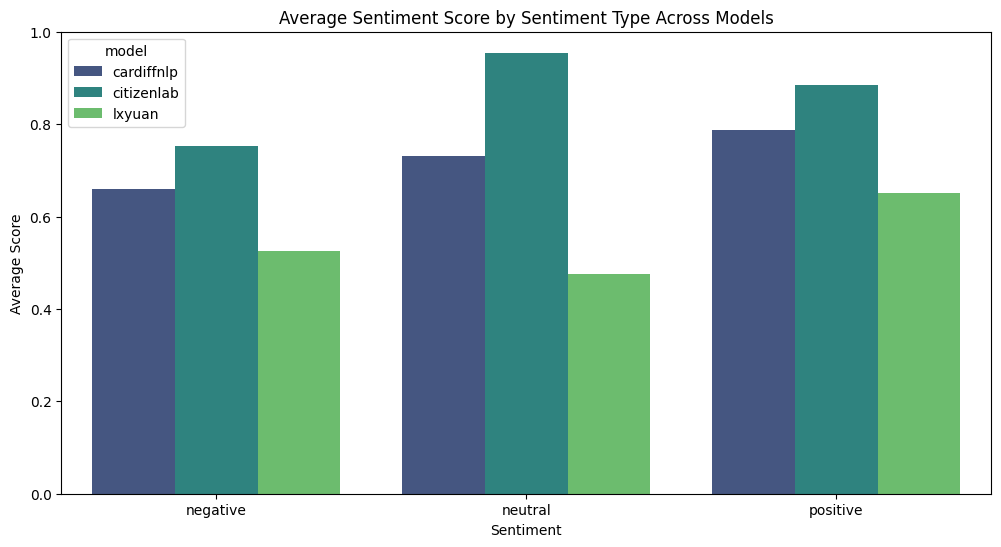 Average Sentiment Score by Sentiment Type Across Models
model
cardiffnlp
citizenlab
lxyuan
Average Score
1.0
0.8
0.6
0.4
0.2
0.0
negative neutral positive
Sentiment